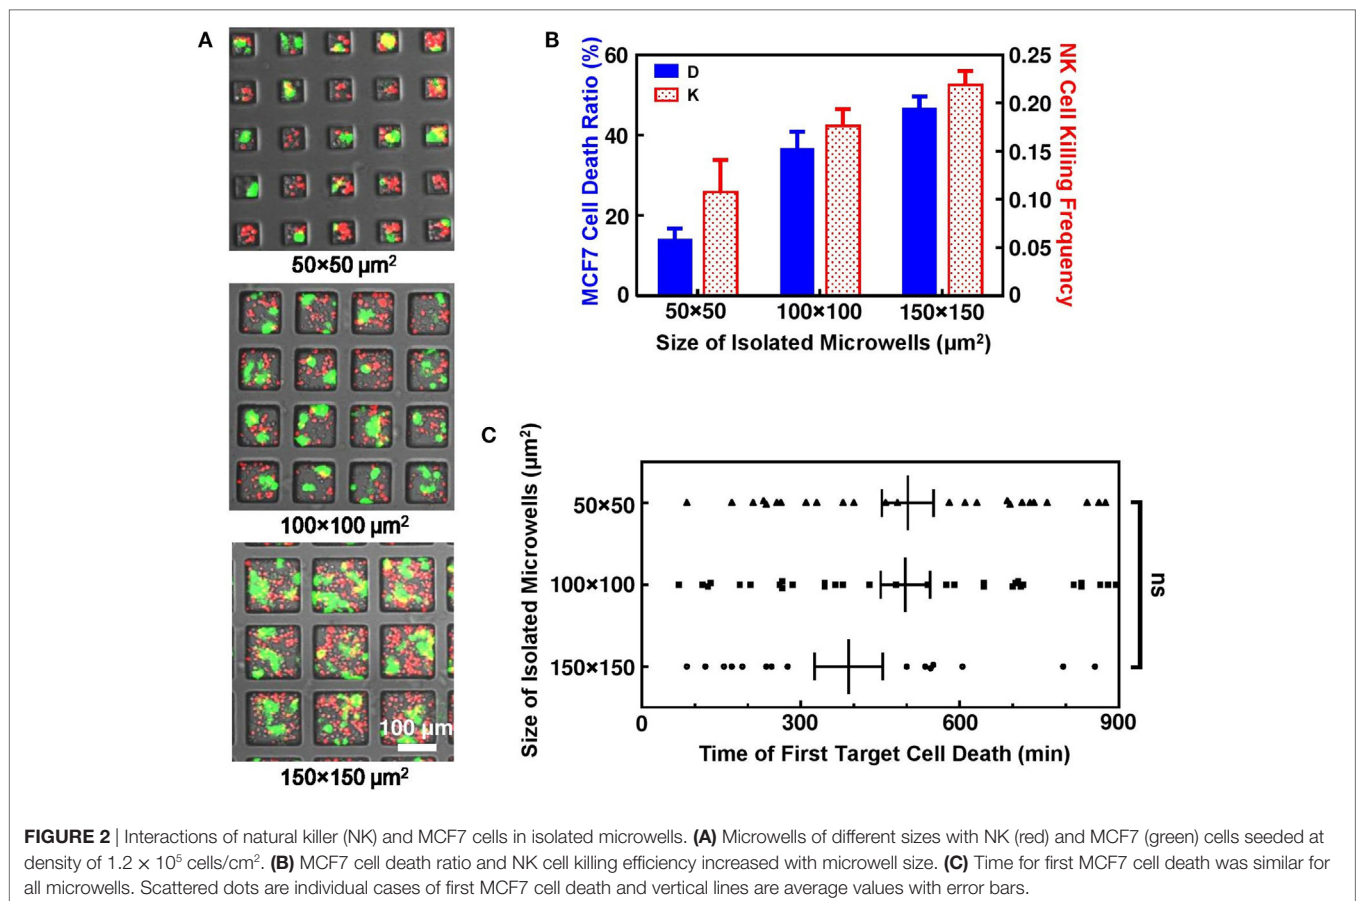 A
50×50 µm²
100×100 µm²
100 µm
150×150 µm²
B
MCF7 Cell Death Ratio (%)
60
40
20
0
D
K
0.25
0.20
0.15
0.10
0.05
0
NK Cell Killing Frequency
50×50
100×100
150×150
Size of Isolated Microwells (µm²)
C
Size of Isolated Microwells (µm²)
50×50
100×100
150×150
ns
0
300
600
900
Time of First Target Cell Death (min)
FIGURE 2 | Interactions of natural killer (NK) and MCF7 cells in isolated microwells. (A) Microwells of different sizes with NK (red) and MCF7 (green) cells seeded at
density of 1.2 × 10⁵ cells/cm². (B) MCF7 cell death ratio and NK cell killing efficiency increased with microwell size. (C) Time for first MCF7 cell death was similar for
all microwells. Scattered dots are individual cases of first MCF7 cell death and vertical lines are average values with error bars.